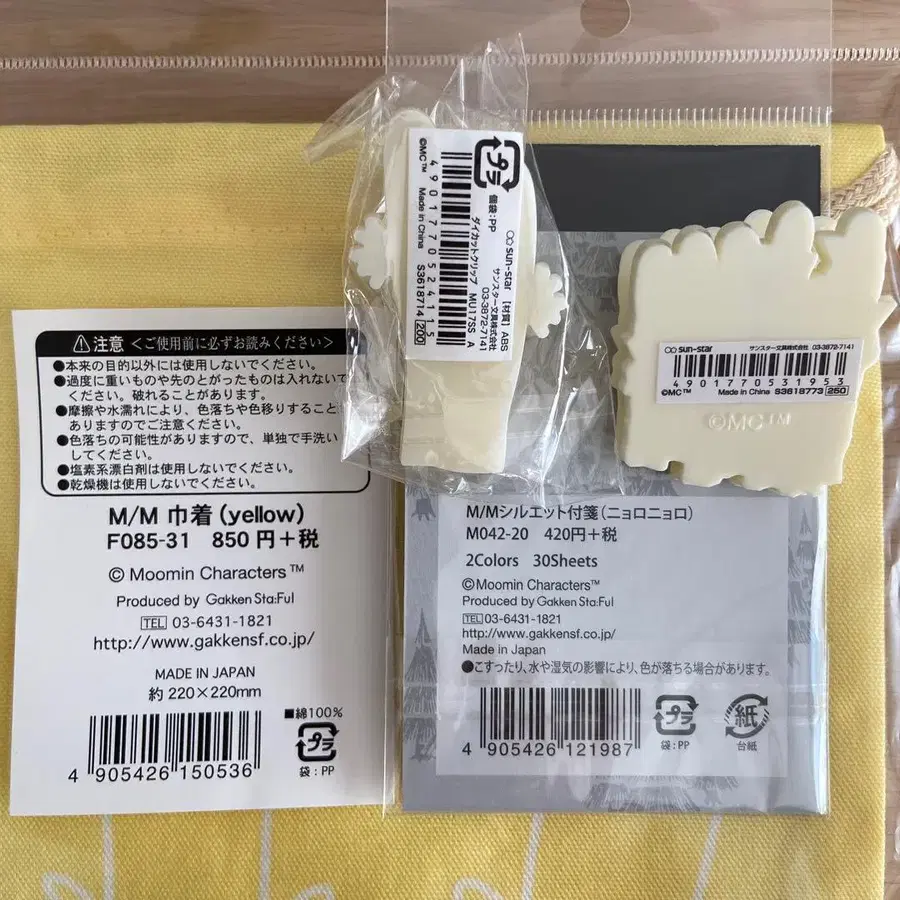 ⚠注意 <ご使用前に必ずお読みください>
●本来の目的以外には使用しないでください。
●過度に重いものや先のとがったものは入れないで
ください。破れることがあります。
●摩擦や水濡れにより、色落ちや色移りすること
ありますのでご注意ください。
●色落ちの可能性がありますので、単独で手洗い
してください。
●塩素系漂白剤は使用しないでください。
●乾燥機は使用しないでください。
M/M 巾着(yellow)
F085-31 850円+税
©Moomin Characters™
Produced by Gakken Sta:Ful
TEL 03-6431-1821
http://www.gakkensf.co.jp/
MADE IN JAPAN
約220×220mm
■綿100%
プラ
袋:PP
4 905426 150536
プラ
個袋:PP
sun-star 【材質】ABS
サンスター文具株式会社
03-3872-7141
ダイカットクリップ MU17SS A
4901770524115
©MC™ Made in China S3618714 200
sun-star サンスター文具株式会社 03-3872-7141
4901770531953
©MC™ Made in China S3618773 250
©MC™
M/Mシルエット付箋(ニョロニョロ)
M042-20 420円+税
2Colors 30Sheets
©Moomin Characters™
Produced by Gakken Sta:Ful
TEL 03-6431-1821
http://www.gakkensf.co.jp/
Made in Japan
●こすったり、水や湿気の影響により、色が落ちる場合があります。
4 905426 121987
プラ
袋:PP
紙
台紙